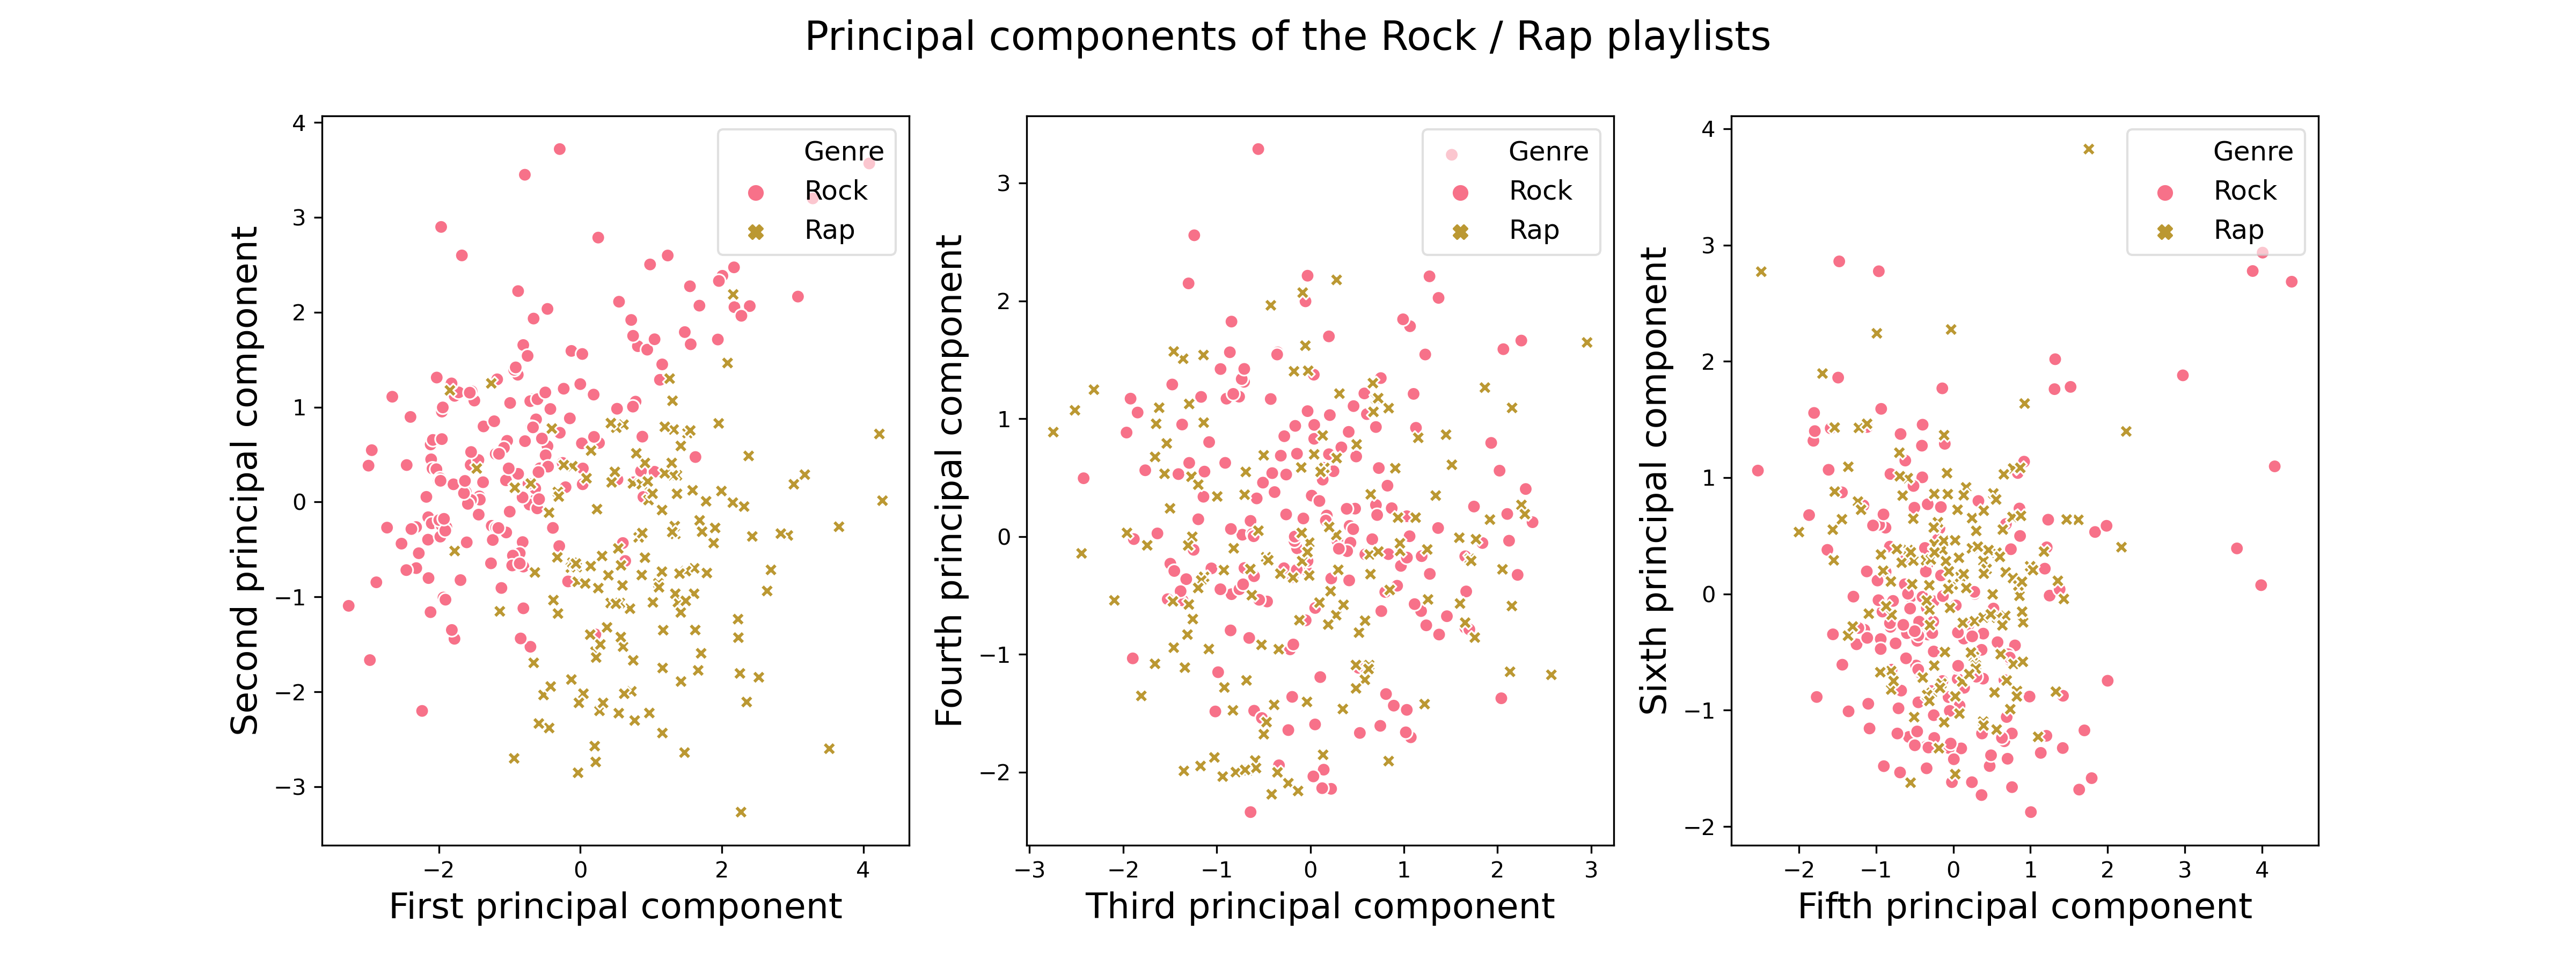 Principal components of the Rock / Rap playlists
Second principal component
4
3
2
1
0
−1
−2
−3
−2
0
2
4
First principal component
Genre
Rock
Rap
Fourth principal component
3
2
1
0
−1
−2
−3
−2
−1
0
1
2
3
Third principal component
Genre
Rock
Rap
Sixth principal component
4
3
2
1
0
−1
−2
−2
−1
0
1
2
3
4
Fifth principal component
Genre
Rock
Rap